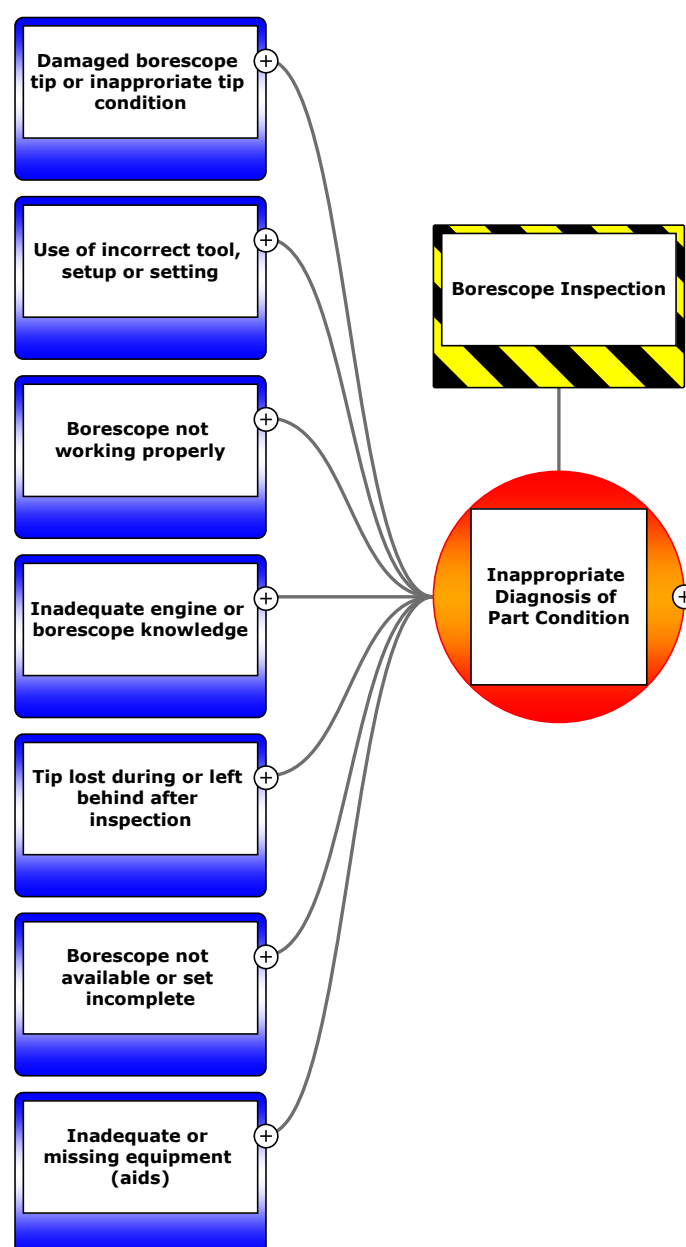 Damaged borescope
tip or inapproriate tip
condition
Use of incorrect tool,
setup or setting
Borescope not
working properly
Inadequate engine or
borescope knowledge
Tip lost during or left
behind after
inspection
Borescope not
available or set
incomplete
Inadequate or
missing equipment
(aids)
Borescope Inspection
Inappropriate
Diagnosis of
Part Condition